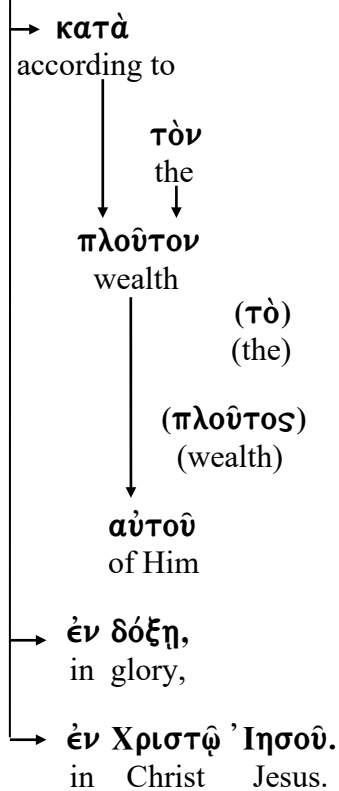 κατὰ
according to
τὸν
the
πλοῦτον
wealth
(τὸ)
(the)
(πλοῦτος)
(wealth)
αὐτοῦ
of Him
ἐν δόξῃ,
in glory,
ἐν Χριστῷ ᾿Ιησοῦ.
in Christ Jesus.